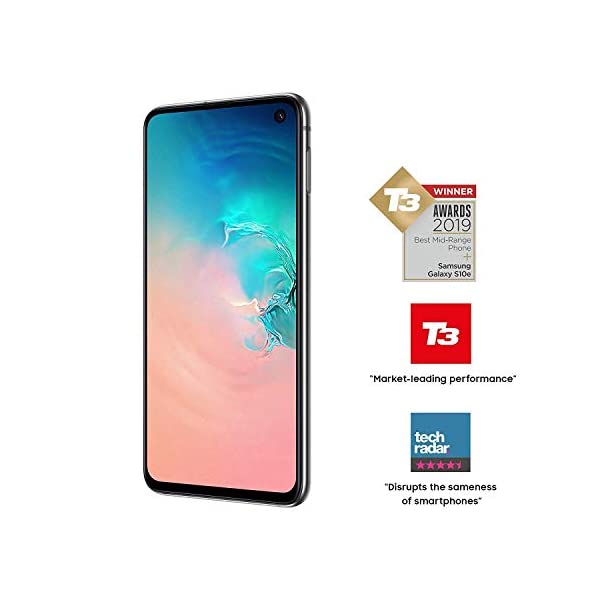 T3
WINNER
AWARDS
2019
Best Mid-Range
Phone
+
Samsung
Galaxy S10e
T3
"Market-leading performance"
tech
radar
"Disrupts the sameness
of smartphones"